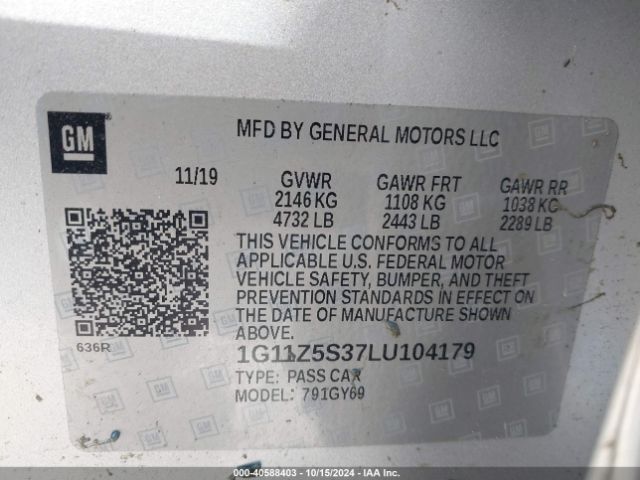 GM
MFD BY GENERAL MOTORS LLC
11/19 GVWR GAWR FRT GAWR RR
2146 KG 1108 KG 1038 KG
4732 LB 2443 LB 2289 LB
THIS VEHICLE CONFORMS TO ALL
APPLICABLE U.S. FEDERAL MOTOR
VEHICLE SAFETY, BUMPER, AND THEFT
PREVENTION STANDARDS IN EFFECT ON
THE DATE OF MANUFACTURE SHOWN
ABOVE.
636R
1G11Z5S37LU104179
TYPE: PASS CAR
MODEL: 791GY69
000-40588403 - 10/15/2024 - IAA Inc.